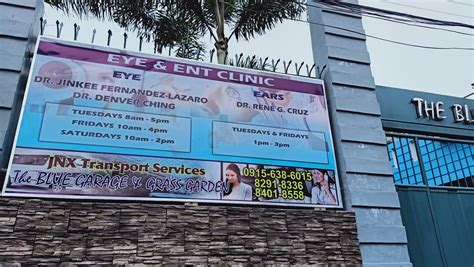 EYE & ENT CLINIC
EYE
DR. JINKEE FERNANDEZ-LAZARO
DR. DENVER CHING
TUESDAYS 8am - 5pm
FRIDAYS 10am - 4pm
SATURDAYS 10am - 2pm
EARS
DR. RENE G. CRUZ
TUESDAYS & FRIDAYS
1pm - 3pm
JNX Transport Services
The BLUE GARAGE & GRASS GARDEN
0915-638-6015
8291-8336
8401-8558
THE BL